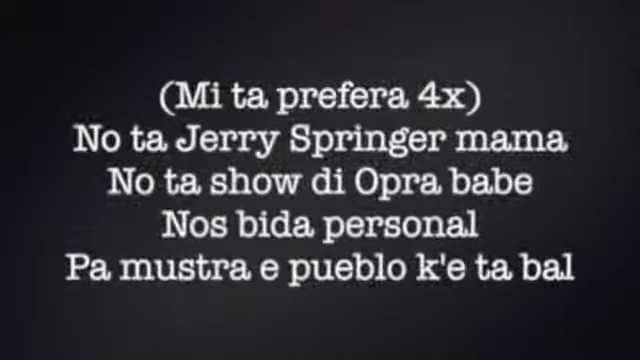 (Mi ta prefera 4x)
No ta Jerry Springer mama
No ta show di Opra babe
Nos bida personal
Pa mustra e pueblo k'e ta bal